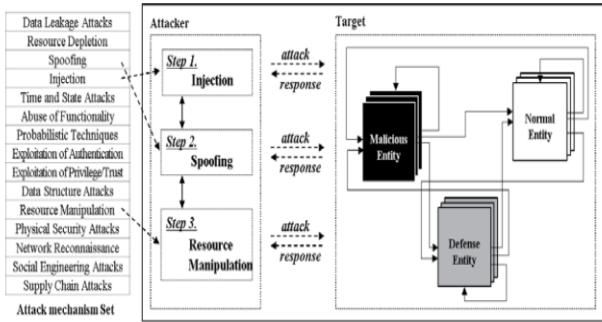 Data Leakage Attacks
Resource Depletion
Spoofing
Injection
Time and State Attacks
Abuse of Functionality
Probabilistic Techniques
Exploitation of Authentication
Exploitation of Privilege/Trust
Data Structure Attacks
Resource Manipulation
Physical Security Attacks
Network Reconnaissance
Social Engineering Attacks
Supply Chain Attacks
Attack mechanism Set
Attacker
Step 1.
Injection
Step 2.
Spoofing
Step 3.
Resource
Manipulation
attack
response
attack
response
attack
response
Target
Malicious
Entity
Normal
Entity
Defense
Entity